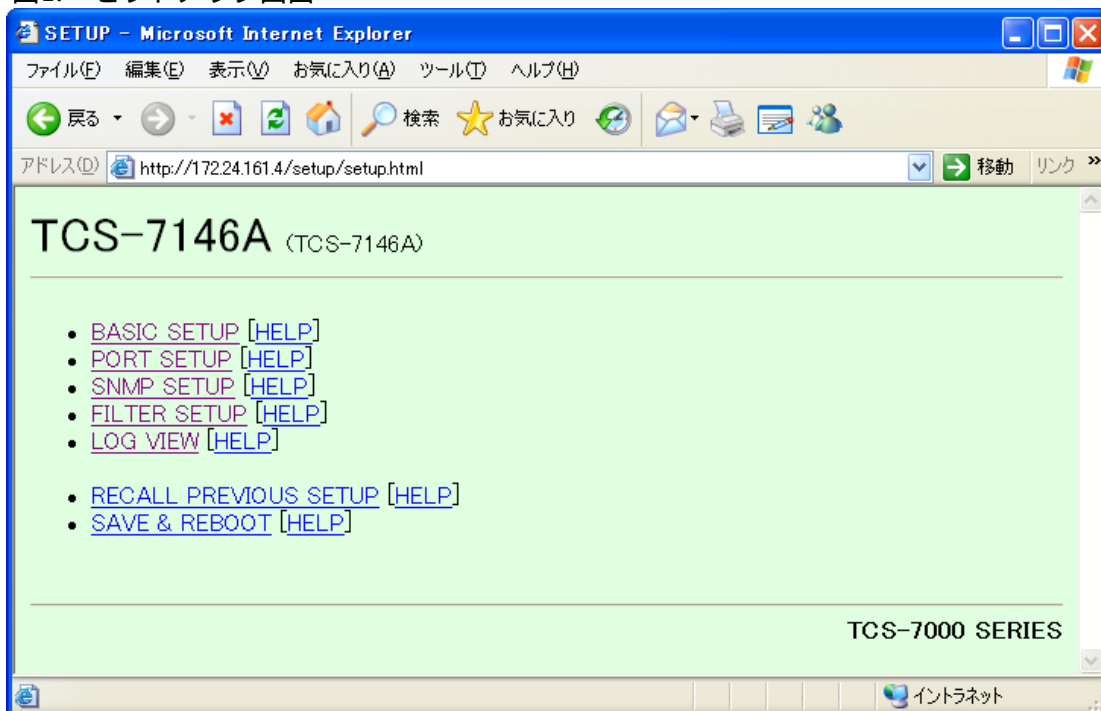 SETUP - Microsoft Internet Explorer
ファイル(F) 編集(E) 表示(V) お気に入り(A) ツール(T) ヘルプ(H)
戻る 検索 お気に入り
アドレス(D) http://172.24.161.4/setup/setup.html 移動 リンク »
TCS-7146A (TCS-7146A)
• BASIC SETUP [HELP]
• PORT SETUP [HELP]
• SNMP SETUP [HELP]
• FILTER SETUP [HELP]
• LOG VIEW [HELP]
• RECALL PREVIOUS SETUP [HELP]
• SAVE & REBOOT [HELP]
TCS-7000 SERIES
イントラネット